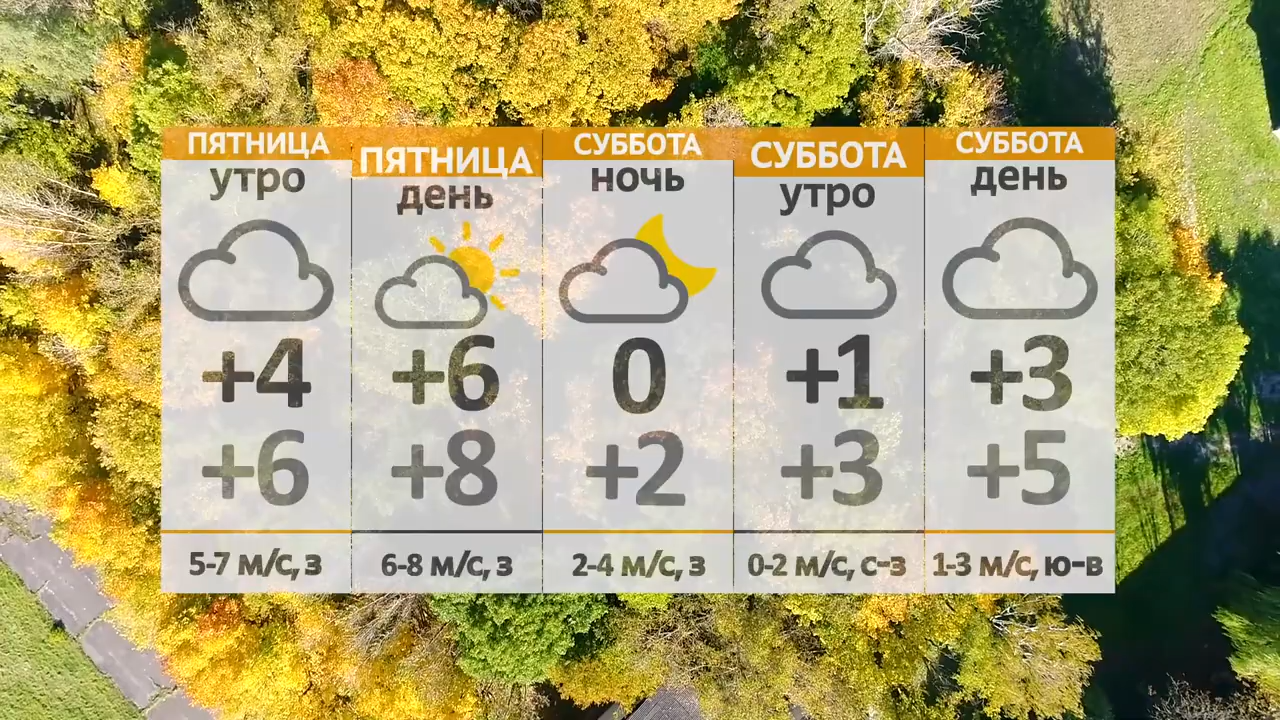 ПЯТНИЦА
утро
+4
+6
5-7 м/с, з
ПЯТНИЦА
день
+6
+8
6-8 м/с, з
СУББОТА
ночь
0
+2
2-4 м/с, з
СУББОТА
утро
+1
+3
0-2 м/с, с-з
СУББОТА
день
+3
+5
1-3 м/с, ю-в